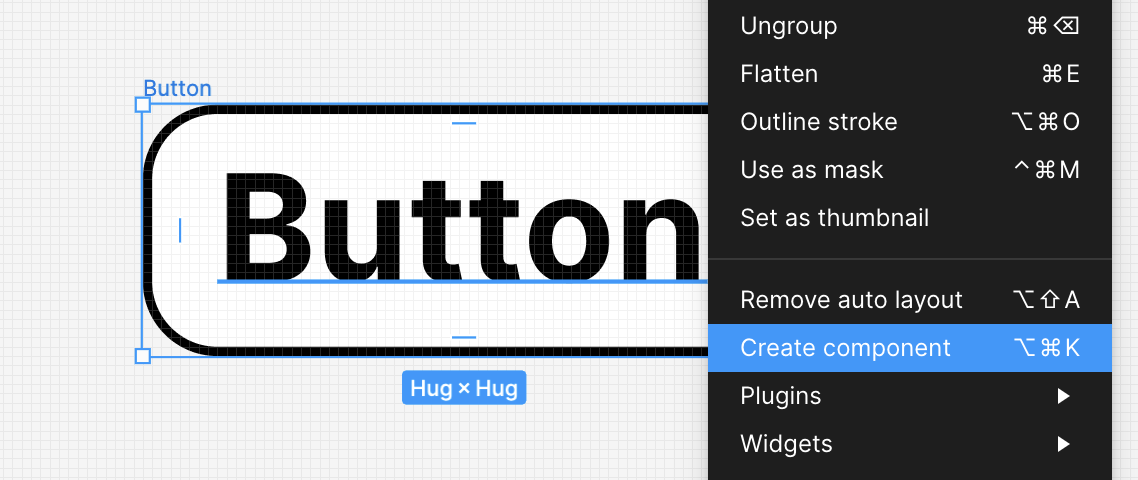 Button
Button
Hug × Hug
Ungroup ⌘⌫
Flatten ⌘E
Outline stroke ⌥⌘O
Use as mask ^⌘M
Set as thumbnail
Remove auto layout ⌥⇧A
Create component ⌥⌘K
Plugins
Widgets